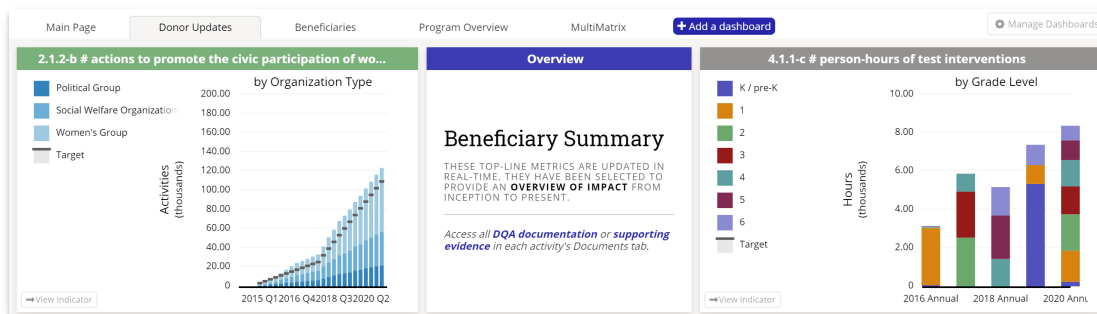 Main Page
Donor Updates
Beneficiaries
Program Overview
MultiMatrix
+ Add a dashboard
Manage Dashboards
2.1.2-b # actions to promote the civic participation of wo...
Political Group
Social Welfare Organization
Women's Group
Target
by Organization Type
Activities
(thousands)
200.00
180.00
160.00
140.00
120.00
100.00
80.00
60.00
40.00
20.00
0
2015 Q1 2016 Q4 2018 Q3 2020 Q2
View Indicator
Overview
Beneficiary Summary
THESE TOP-LINE METRICS ARE UPDATED IN
REAL-TIME. THEY HAVE BEEN SELECTED TO
PROVIDE AN OVERVIEW OF IMPACT FROM
INCEPTION TO PRESENT.
Access all DQA documentation or supporting
evidence in each activity's Documents tab.
4.1.1-c # person-hours of test interventions
K / pre-K
1
2
3
4
5
6
Target
by Grade Level
Hours
(thousands)
10.00
8.00
6.00
4.00
2.00
0
2016 Annual 2018 Annual 2020 Annu
View Indicator